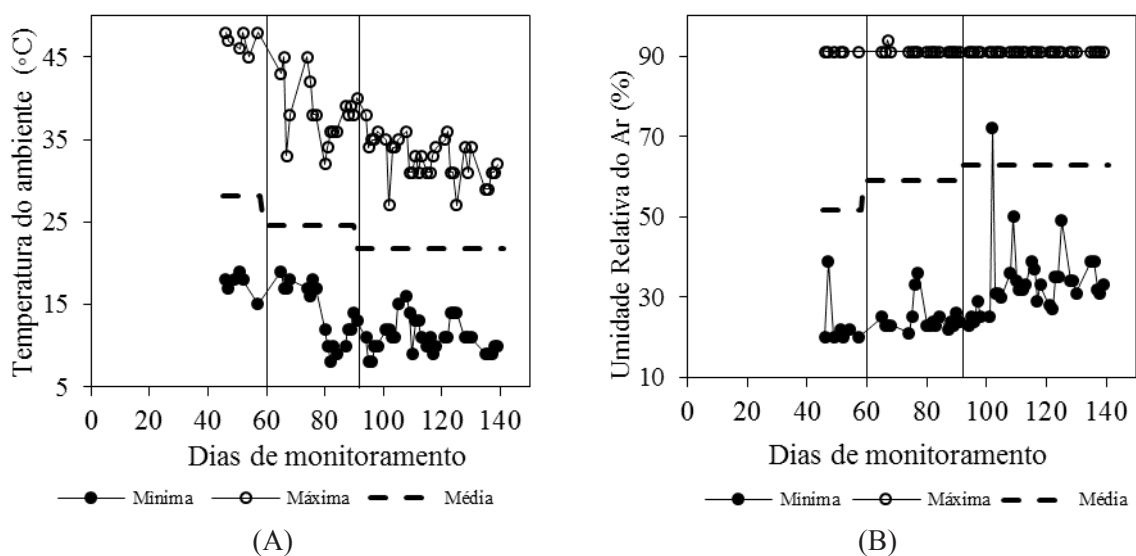 Temperatura do ambiente (◦C)
45
35
25
15
5
0 20 40 60 80 100 120 140
Dias de monitoramento
Minima Máxima Média
(A)
Umidade Relativa do Ar (%)
90
70
50
30
10
0 20 40 60 80 100 120 140
Dias de monitoramento
Minima Máxima Média
(B)